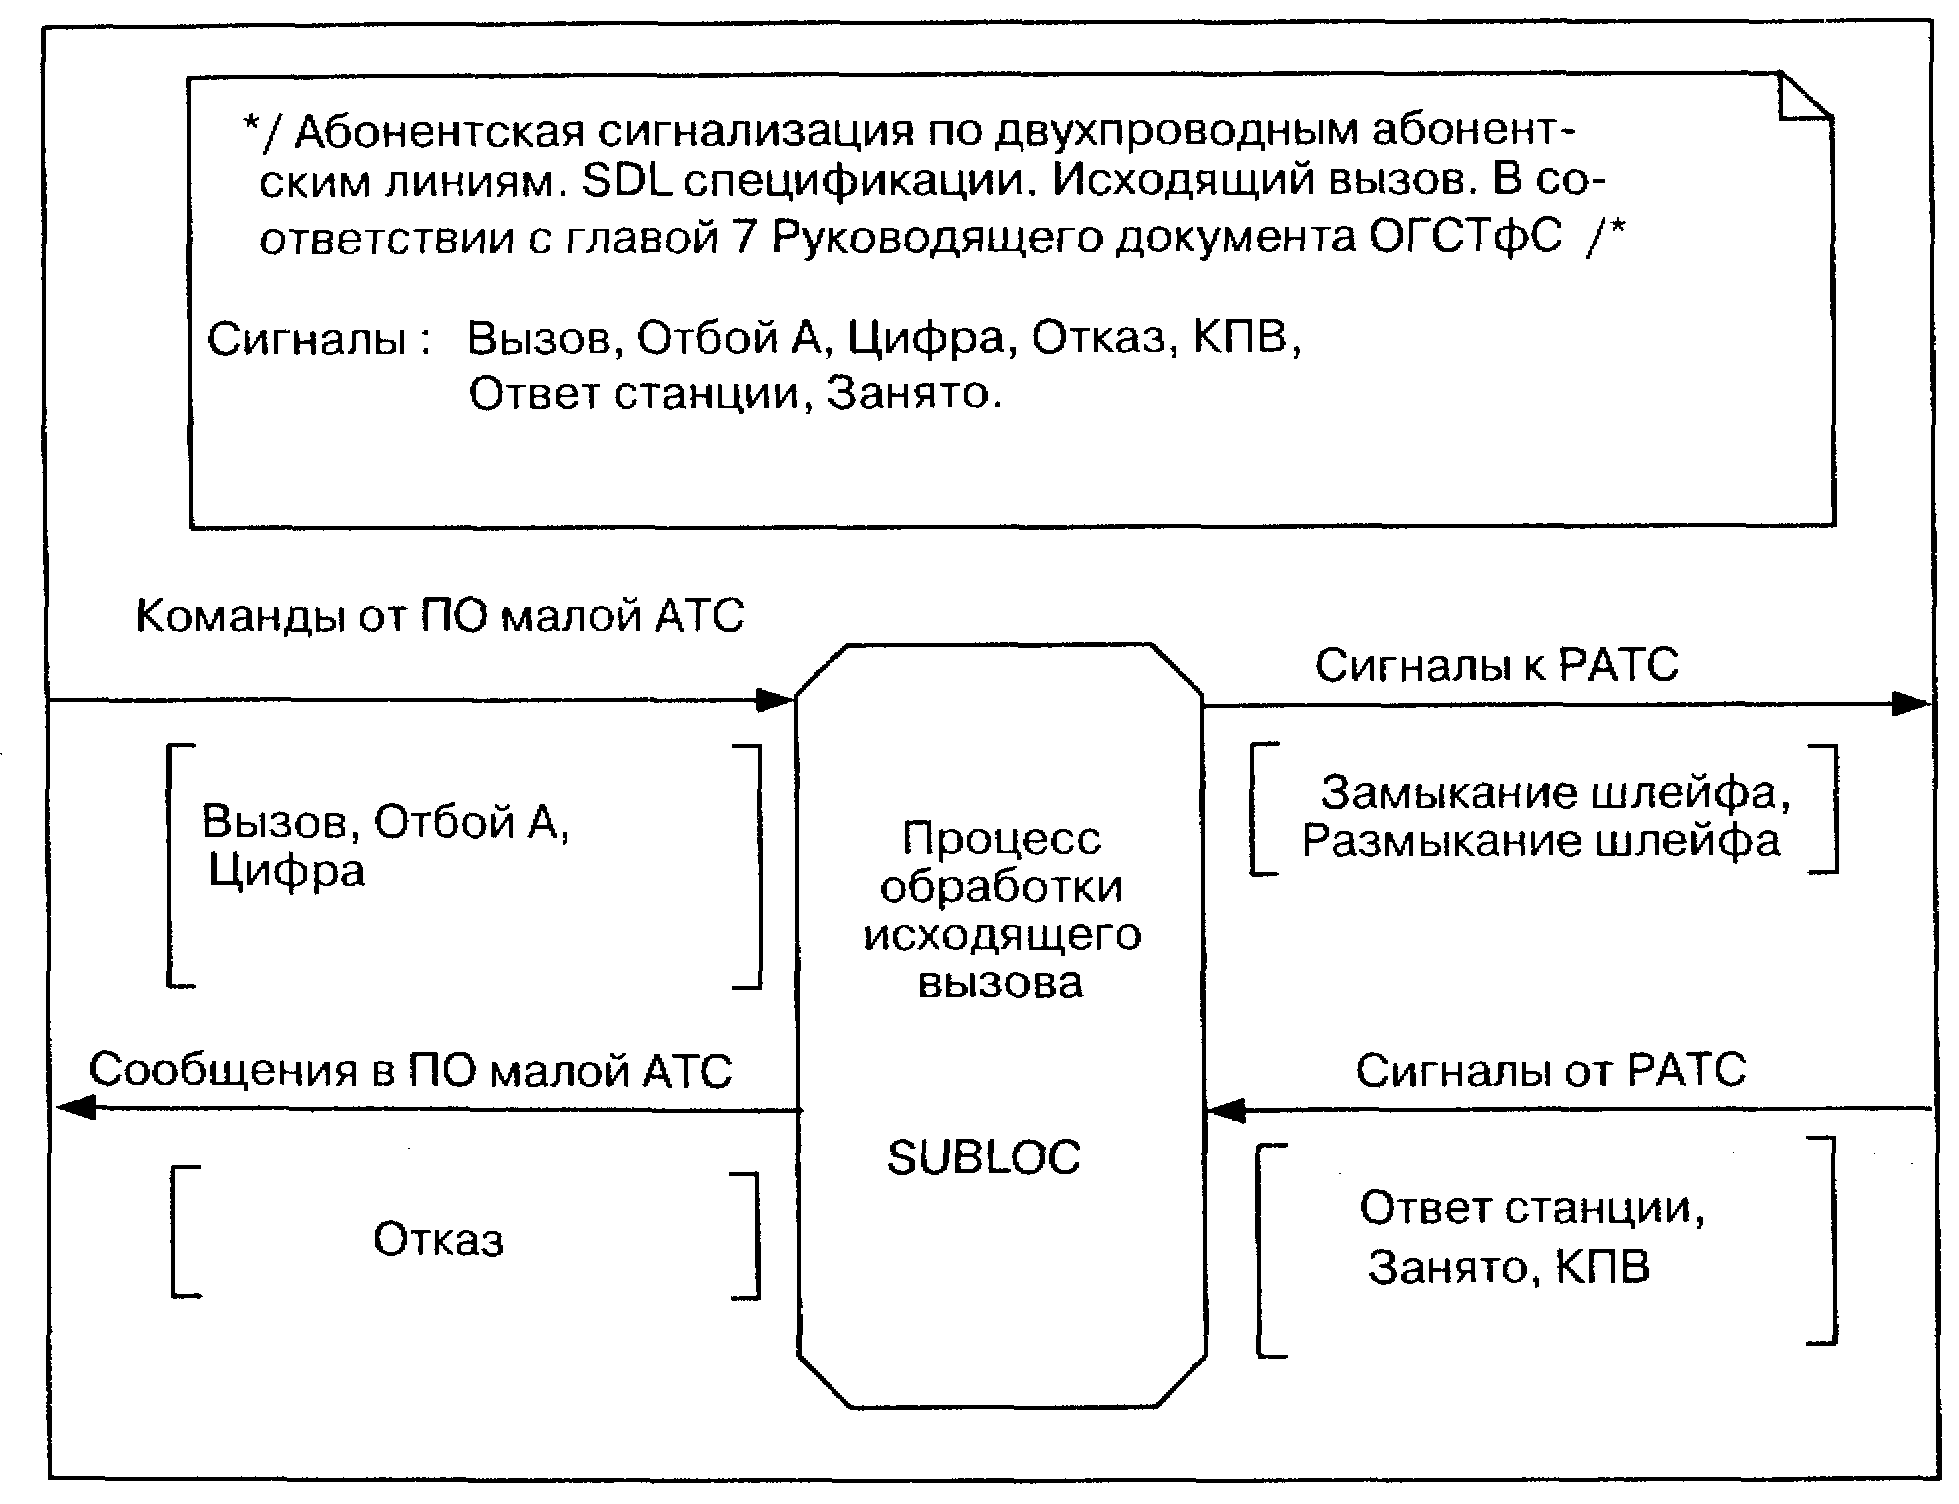 */ Абонентская сигнализация по двухпроводным абонент-
ским линиям. SDL спецификации. Исходящий вызов. В со-
ответствии с главой 7 Руководящего документа ОГСТфС /*
Сигналы : Вызов, Отбой А, Цифра, Отказ, КПВ,
Ответ станции, Занято.
Команды от ПО малой АТС
Вызов, Отбой А,
Цифра
Сообщения в ПО малой АТС
Отказ
Процесс
обработки
исходящего
вызова
SUBLOC
Сигналы к РАТС
Замыкание шлейфа,
Размыкание шлейфа
Сигналы от РАТС
Ответ станции,
Занято, КПВ